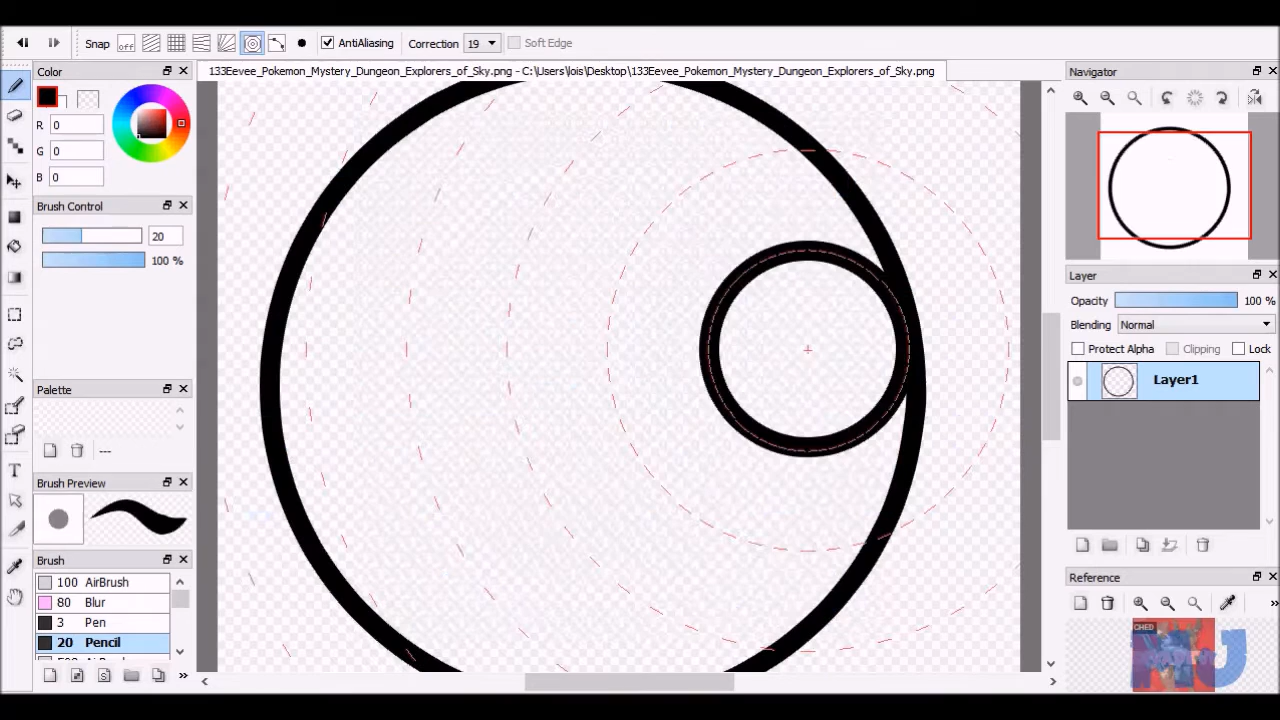 Snap off AntiAliasing Correction 19 Soft Edge
Color
133Eevee_Pokemon_Mystery_Dungeon_Explorers_of_Sky.png - C:\Users\lois\Desktop\133Eevee_Pokemon_Mystery_Dungeon_Explorers_of_Sky.png
Navigator
R 0
G 0
B 0
Brush Control
20
100 %
Layer
Opacity 100 %
Blending Normal
Protect Alpha Clipping Lock
Layer1
Palette
---
Brush Preview
Brush
100 AirBrush
80 Blur
3 Pen
20 Pencil
Reference
CHED